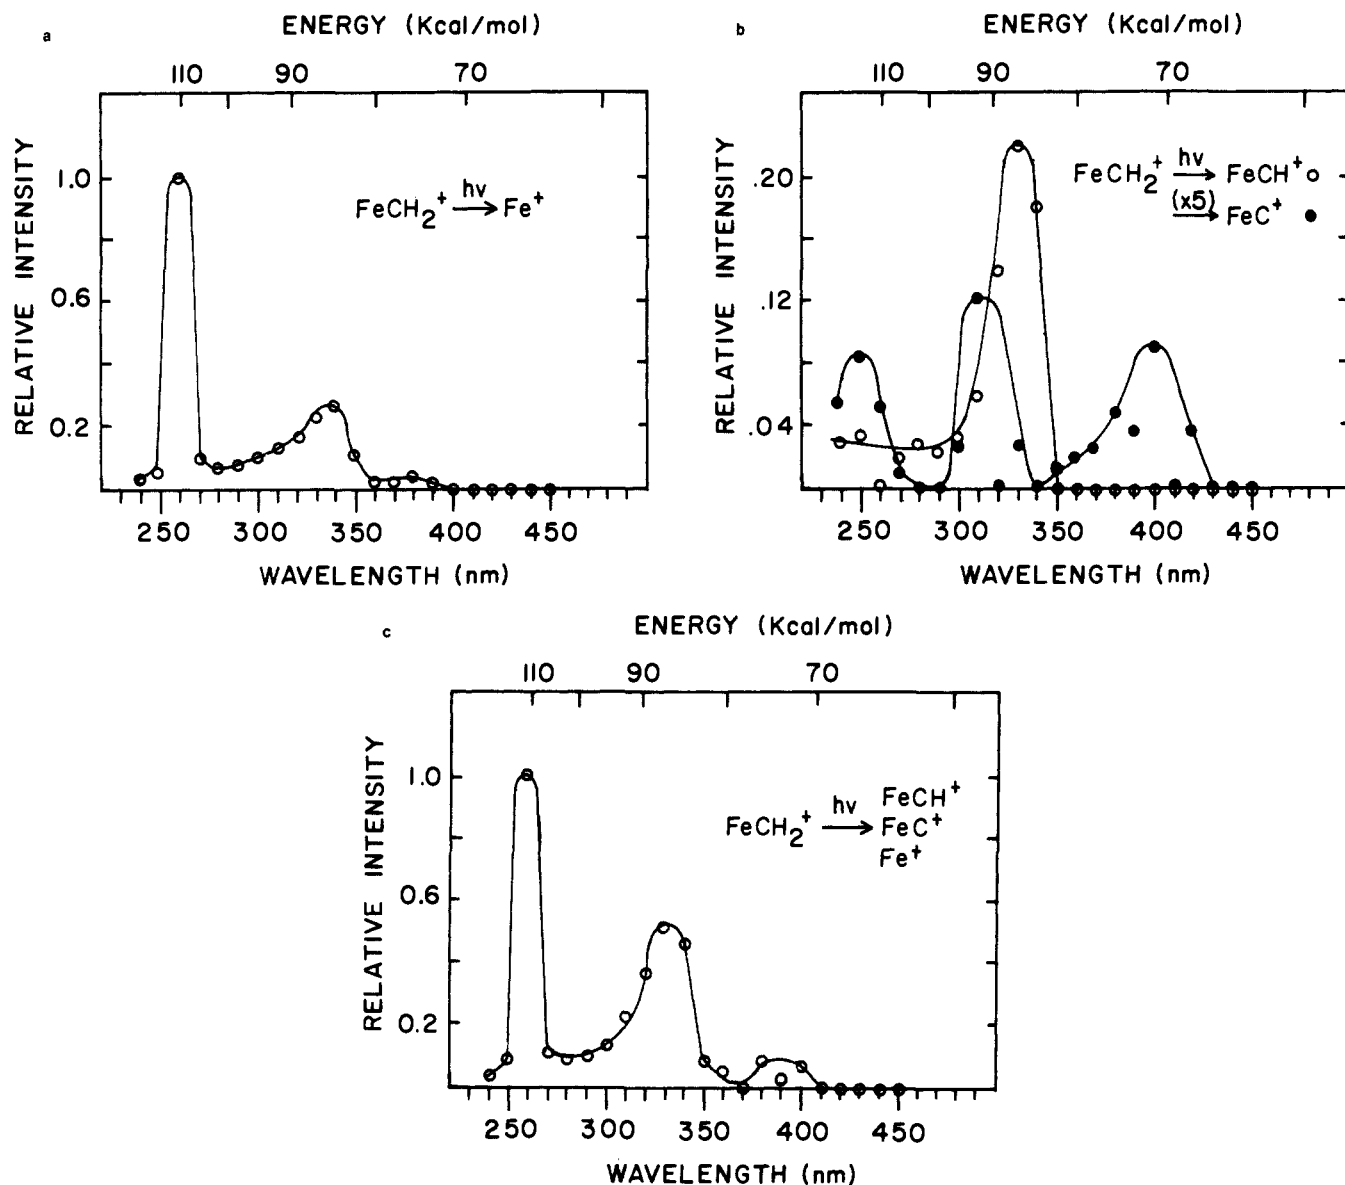 a
ENERGY (Kcal/mol)
110 90 70
RELATIVE INTENSITY
1.0
0.6
0.2
FeCH2+ hν→ Fe+
250 300 350 400 450
WAVELENGTH (nm)
b
ENERGY (Kcal/mol)
110 90 70
RELATIVE INTENSITY
.20
.12
.04
FeCH2+ hν→ FeCH+ ○
(x5)→ FeC+ ●
250 300 350 400 450
WAVELENGTH (nm)
c
ENERGY (Kcal/mol)
110 90 70
RELATIVE INTENSITY
1.0
0.6
0.2
FeCH+
FeCH2+ hν→ FeC+
Fe+
250 300 350 400 450
WAVELENGTH (nm)